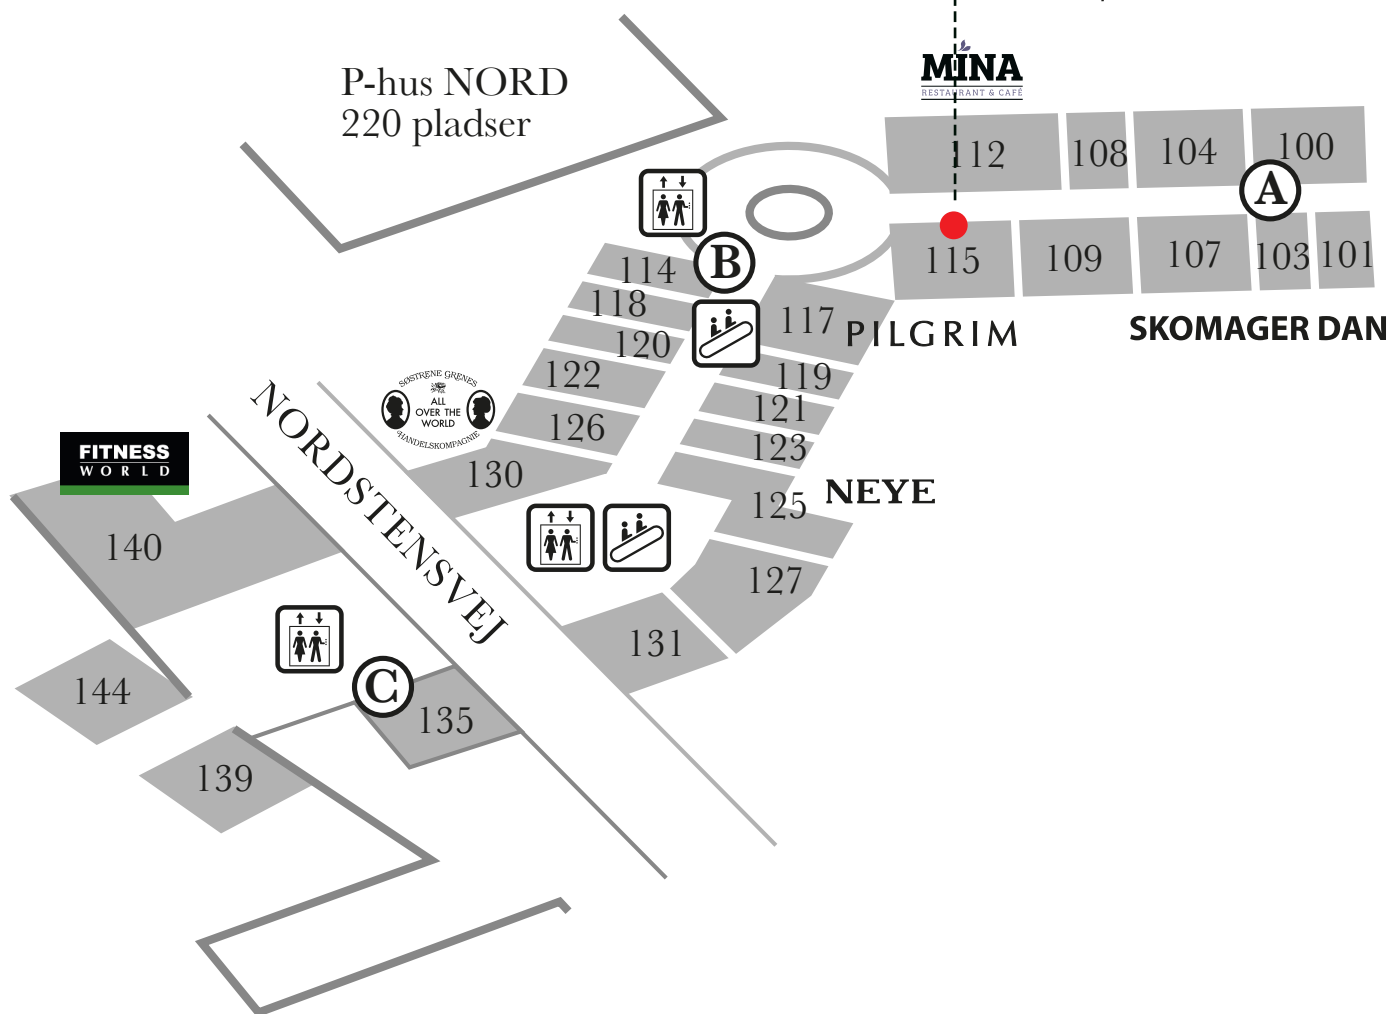 P-hus NORD
220 pladser
MINA
RESTAURANT & CAFÉ
112
108
104
100
A
115
109
107
103
101
B
114
118
120
122
126
130
117
PILGRIM
SKOMAGER DAN
119
121
123
125
NEYE
127
131
SØSTRENE GRENES
ALL
OVER THE
WORLD
HANDELSKOMPAGNIE
NORDSTENSVEJ
FITNESS
WORLD
140
144
C
135
139